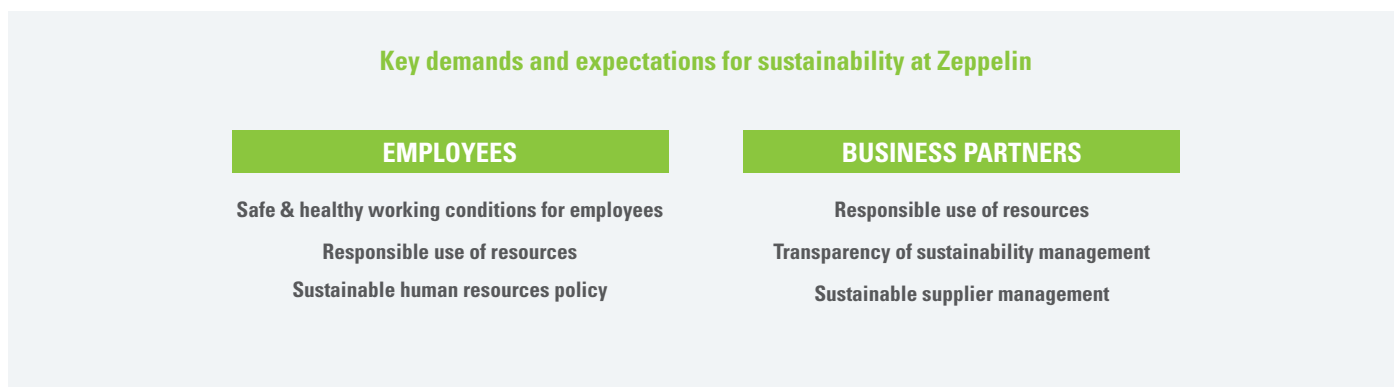 Key demands and expectations for sustainability at Zeppelin
EMPLOYEES
Safe & healthy working conditions for employees
Responsible use of resources
Sustainable human resources policy
BUSINESS PARTNERS
Responsible use of resources
Transparency of sustainability management
Sustainable supplier management